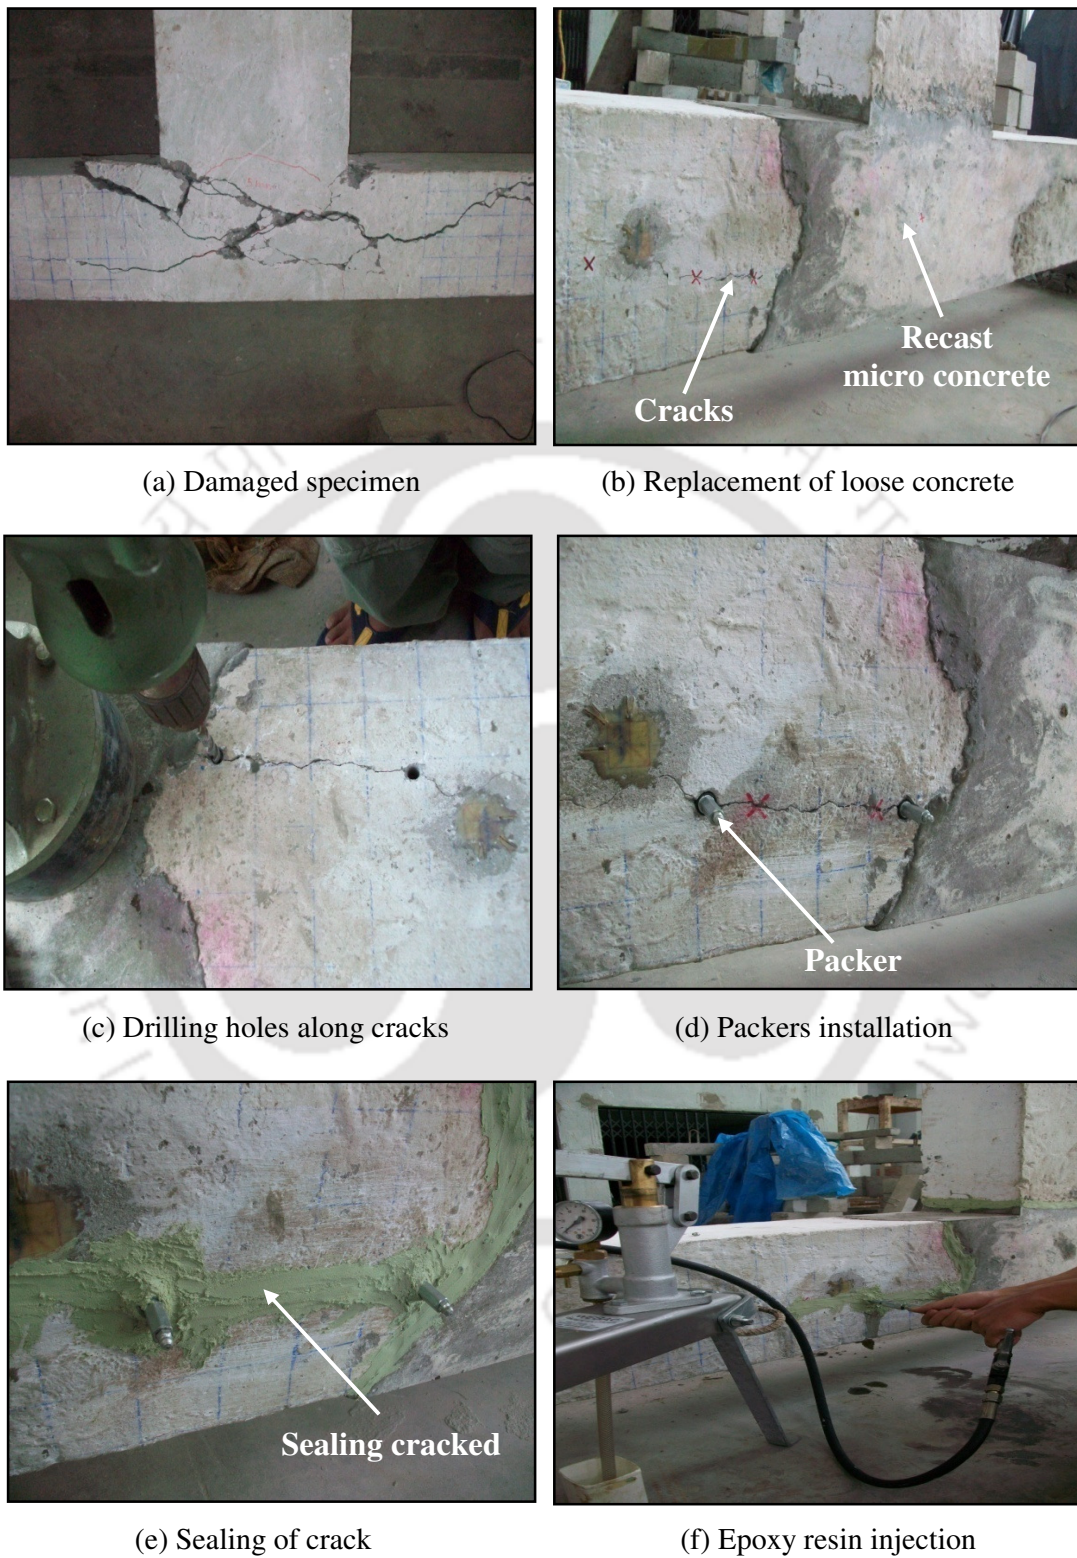 Recast
micro concrete
Cracks
(a) Damaged specimen
(b) Replacement of loose concrete
Packer
(c) Drilling holes along cracks
(d) Packers installation
Sealing cracked
(e) Sealing of crack
(f) Epoxy resin injection